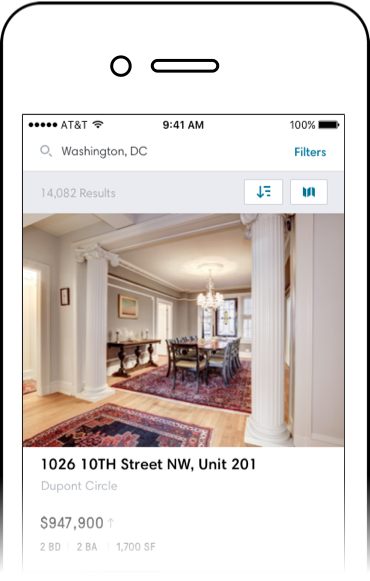 AT&T 9:41 AM 100%
Washington, DC Filters
14,082 Results
1026 10TH Street NW, Unit 201
Dupont Circle
$947,900 ↑
2 BD 2 BA 1,700 SF